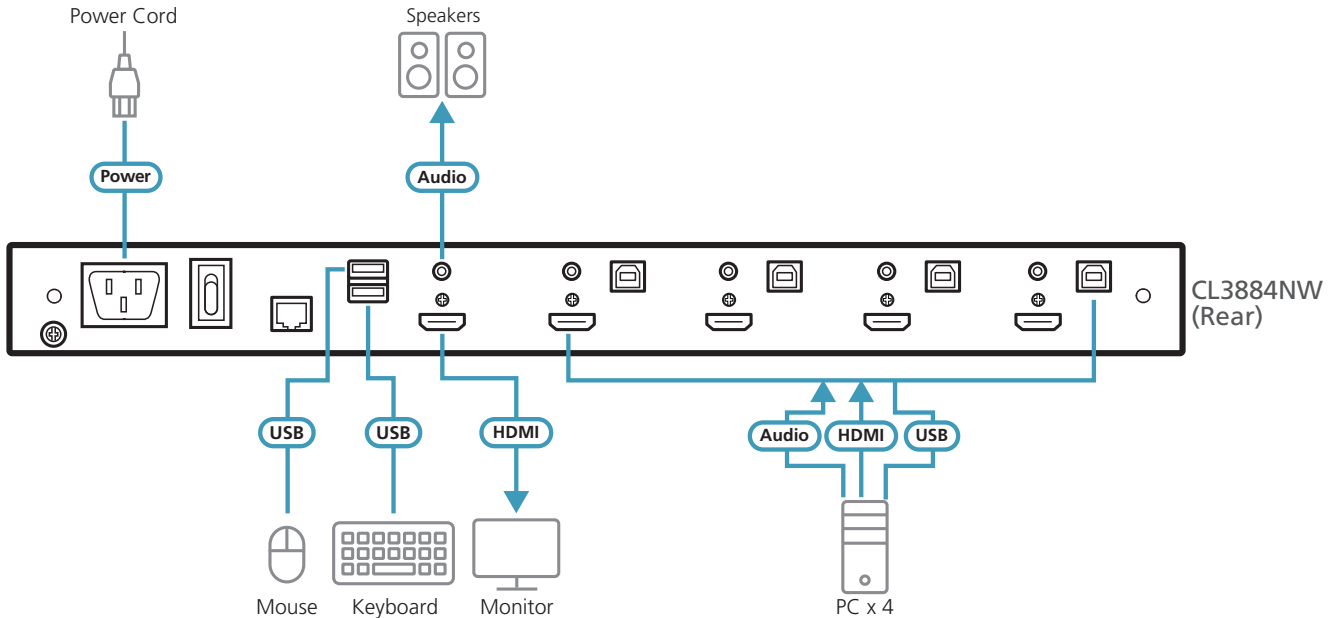 Power Cord
Speakers
Power
Audio
CL3884NW
(Rear)
USB
USB
HDMI
Audio
HDMI
USB
Mouse
Keyboard
Monitor
PC x 4